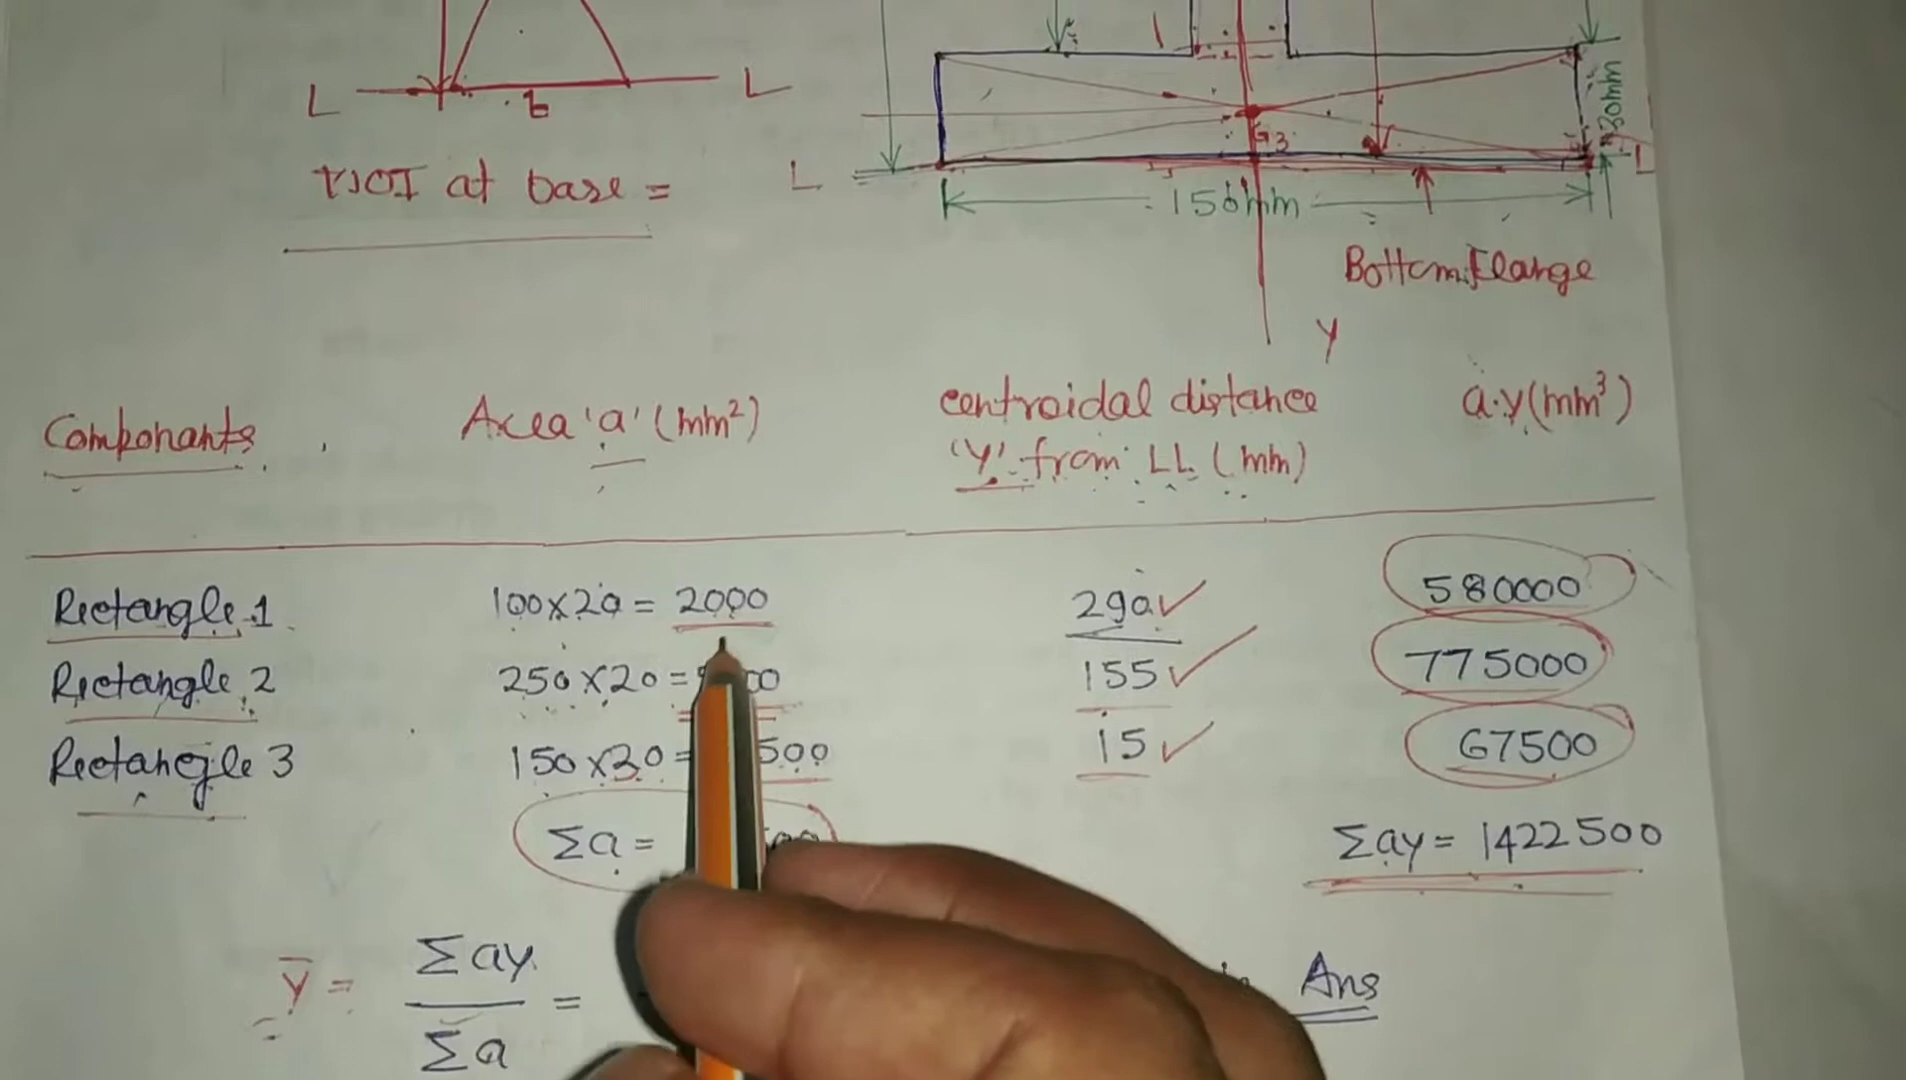 L
b
L
MOI at base =
G3
30mm
L
L
150mm
Bottom Flange
y
Componants
Area 'a' (mm²)
centroidal distance
'y' from LL (mm)
a.y (mm³)
Rectangle 1
100x20 = 2000
290 ✓
580000
Rectangle 2
250x20 =
155 ✓
775000
Rectangle 3
150x30 =
15 ✓
67500
Σa =
Σay = 1422500
y̅ = Σay
Σa
=
Ans